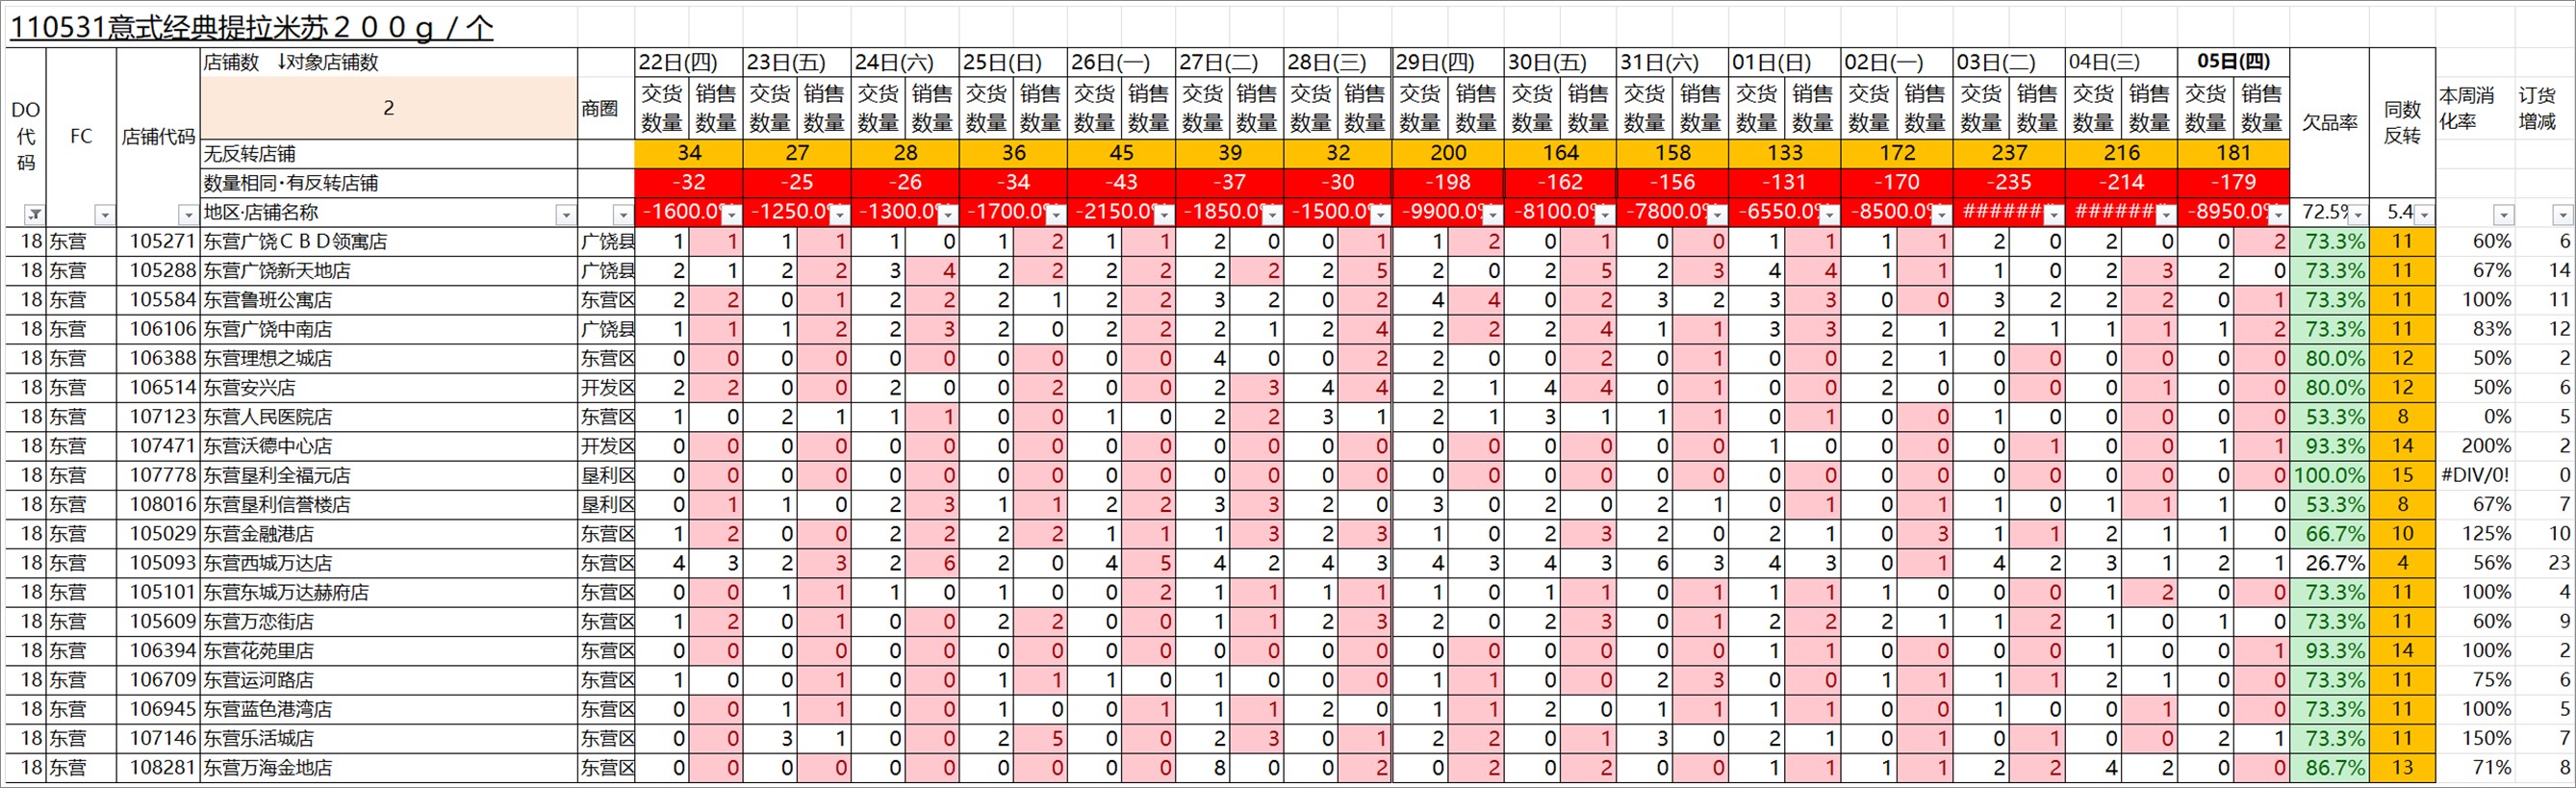 110531意式经典提拉米苏２００ｇ／个
店铺数 ↓对象店铺数 22日(四) 23日(五) 24日(六) 25日(日) 26日(一) 27日(二) 28日(三) 29日(四) 30日(五) 31日(六) 01日(日) 02日(一) 03日(二) 04日(三) 05日(四)
DO代码 FC 店铺代码 2 商圈 交货数量 销售数量 交货数量 销售数量 交货数量 销售数量 交货数量 销售数量 交货数量 销售数量 交货数量 销售数量 交货数量 销售数量 交货数量 销售数量 交货数量 销售数量 交货数量 销售数量 交货数量 销售数量 交货数量 销售数量 交货数量 销售数量 交货数量 销售数量 交货数量 销售数量 欠品率 同数反转 本周消化率 订货增减
无反转店铺 34 27 28 36 45 39 32 200 164 158 133 172 237 216 181
数量相同·有反转店铺 -32 -25 -26 -34 -43 -37 -30 -198 -162 -156 -131 -170 -235 -214 -179
地区·店铺名称 -1600.0% -1250.0% -1300.0% -1700.0% -2150.0% -1850.0% -1500.0% -9900.0% -8100.0% -7800.0% -6550.0% -8500.0% ####### ####### -8950.0% 72.5% 5.4
18 东营 105271 东营广饶ＣＢＤ领寓店 广饶县 1 1 1 1 1 0 1 2 1 1 2 0 0 1 1 2 0 1 0 0 1 1 1 1 2 0 2 0 0 2 73.3% 11 60% 6
18 东营 105288 东营广饶新天地店 广饶县 2 1 2 2 3 4 2 2 2 2 2 2 2 5 2 0 2 5 2 3 4 4 1 1 1 0 2 3 2 0 73.3% 11 67% 14
18 东营 105584 东营鲁班公寓店 东营区 2 2 0 1 2 2 2 1 2 2 3 2 0 2 4 4 0 2 3 2 3 3 0 0 3 2 2 2 0 1 73.3% 11 100% 11
18 东营 106106 东营广饶中南店 广饶县 1 1 1 2 2 3 2 0 2 2 2 1 2 4 2 2 2 4 1 1 3 3 2 1 2 1 1 1 1 2 73.3% 11 83% 12
18 东营 106388 东营理想之城店 东营区 0 0 0 0 0 0 0 0 0 0 4 0 0 2 2 0 0 2 0 1 0 0 2 1 0 0 0 0 0 0 80.0% 12 50% 2
18 东营 106514 东营安兴店 开发区 2 2 0 0 2 0 0 2 0 0 2 3 4 4 2 1 4 4 0 1 0 0 2 0 0 0 0 1 0 0 80.0% 12 50% 6
18 东营 107123 东营人民医院店 东营区 1 0 2 1 1 1 0 0 1 0 2 2 3 1 2 1 3 1 1 1 0 1 0 0 1 0 0 0 0 0 53.3% 8 0% 5
18 东营 107471 东营沃德中心店 开发区 0 0 0 0 0 0 0 0 0 0 0 0 0 0 0 0 0 0 0 0 1 0 0 0 0 1 0 0 1 1 93.3% 14 200% 2
18 东营 107778 东营垦利全福元店 垦利区 0 0 0 0 0 0 0 0 0 0 0 0 0 0 0 0 0 0 0 0 0 0 0 0 0 0 0 0 0 0 100.0% 15 #DIV/0! 0
18 东营 108016 东营垦利信誉楼店 垦利区 0 1 1 0 2 3 1 1 2 2 3 3 2 0 3 0 2 0 2 1 0 1 0 1 1 0 1 1 1 0 53.3% 8 67% 7
18 东营 105029 东营金融港店 东营区 1 2 0 0 2 2 2 2 1 1 1 3 2 3 1 0 2 3 2 0 2 1 0 3 1 1 2 1 1 0 66.7% 10 125% 10
18 东营 105093 东营西城万达店 东营区 4 3 2 3 2 6 2 0 4 5 4 2 4 3 4 3 4 3 6 3 4 3 0 1 4 2 3 1 2 1 26.7% 4 56% 23
18 东营 105101 东营东城万达赫府店 东营区 0 0 1 1 1 0 1 0 0 2 1 1 1 1 1 0 1 1 0 1 1 1 1 0 0 0 1 2 0 0 73.3% 11 100% 4
18 东营 105609 东营万恋街店 东营区 1 2 0 1 0 0 2 2 0 0 1 1 2 3 2 0 2 3 0 1 2 2 2 1 1 2 1 0 1 0 73.3% 11 60% 9
18 东营 106394 东营花苑里店 东营区 0 0 0 0 0 0 0 0 0 0 0 0 0 0 0 0 0 0 0 0 1 1 0 0 0 0 1 0 0 1 93.3% 14 100% 2
18 东营 106709 东营运河路店 东营区 1 0 0 1 0 0 1 1 1 0 1 0 0 0 1 1 0 0 2 3 0 0 1 1 1 1 2 1 0 0 73.3% 11 75% 6
18 东营 106945 东营蓝色港湾店 东营区 0 0 1 1 0 0 1 0 0 1 1 1 2 0 1 1 2 0 1 1 1 1 0 0 1 0 0 1 0 0 73.3% 11 100% 5
18 东营 107146 东营乐活城店 东营区 0 0 3 1 0 0 2 5 0 0 2 3 0 1 2 2 0 1 3 0 2 1 0 1 0 1 0 0 2 1 73.3% 11 150% 7
18 东营 108281 东营万海金地店 东营区 0 0 0 0 0 0 0 0 0 0 8 0 0 2 0 2 0 2 0 0 1 1 1 1 2 2 4 2 0 0 86.7% 13 71% 8